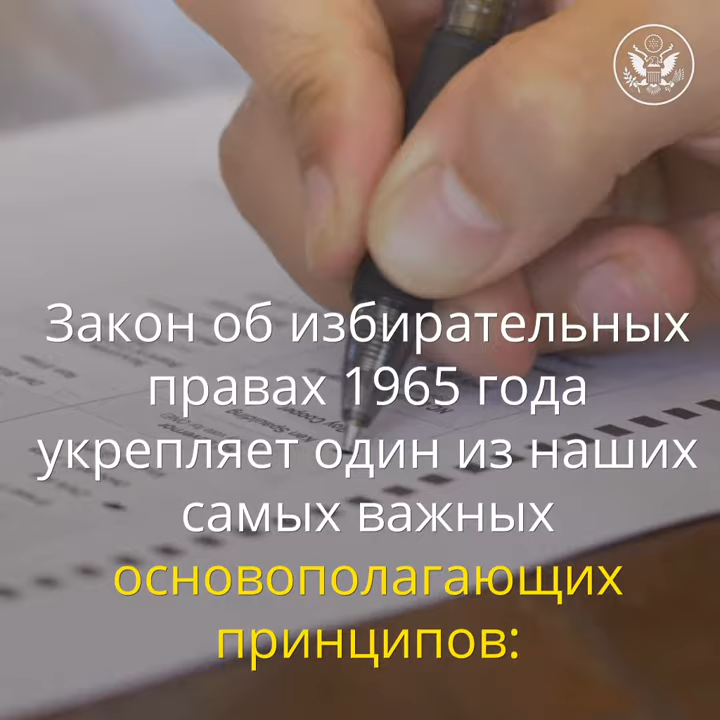 Закон об избирательных
правах 1965 года
укрепляет один из наших
самых важных
основополагающих
принципов: